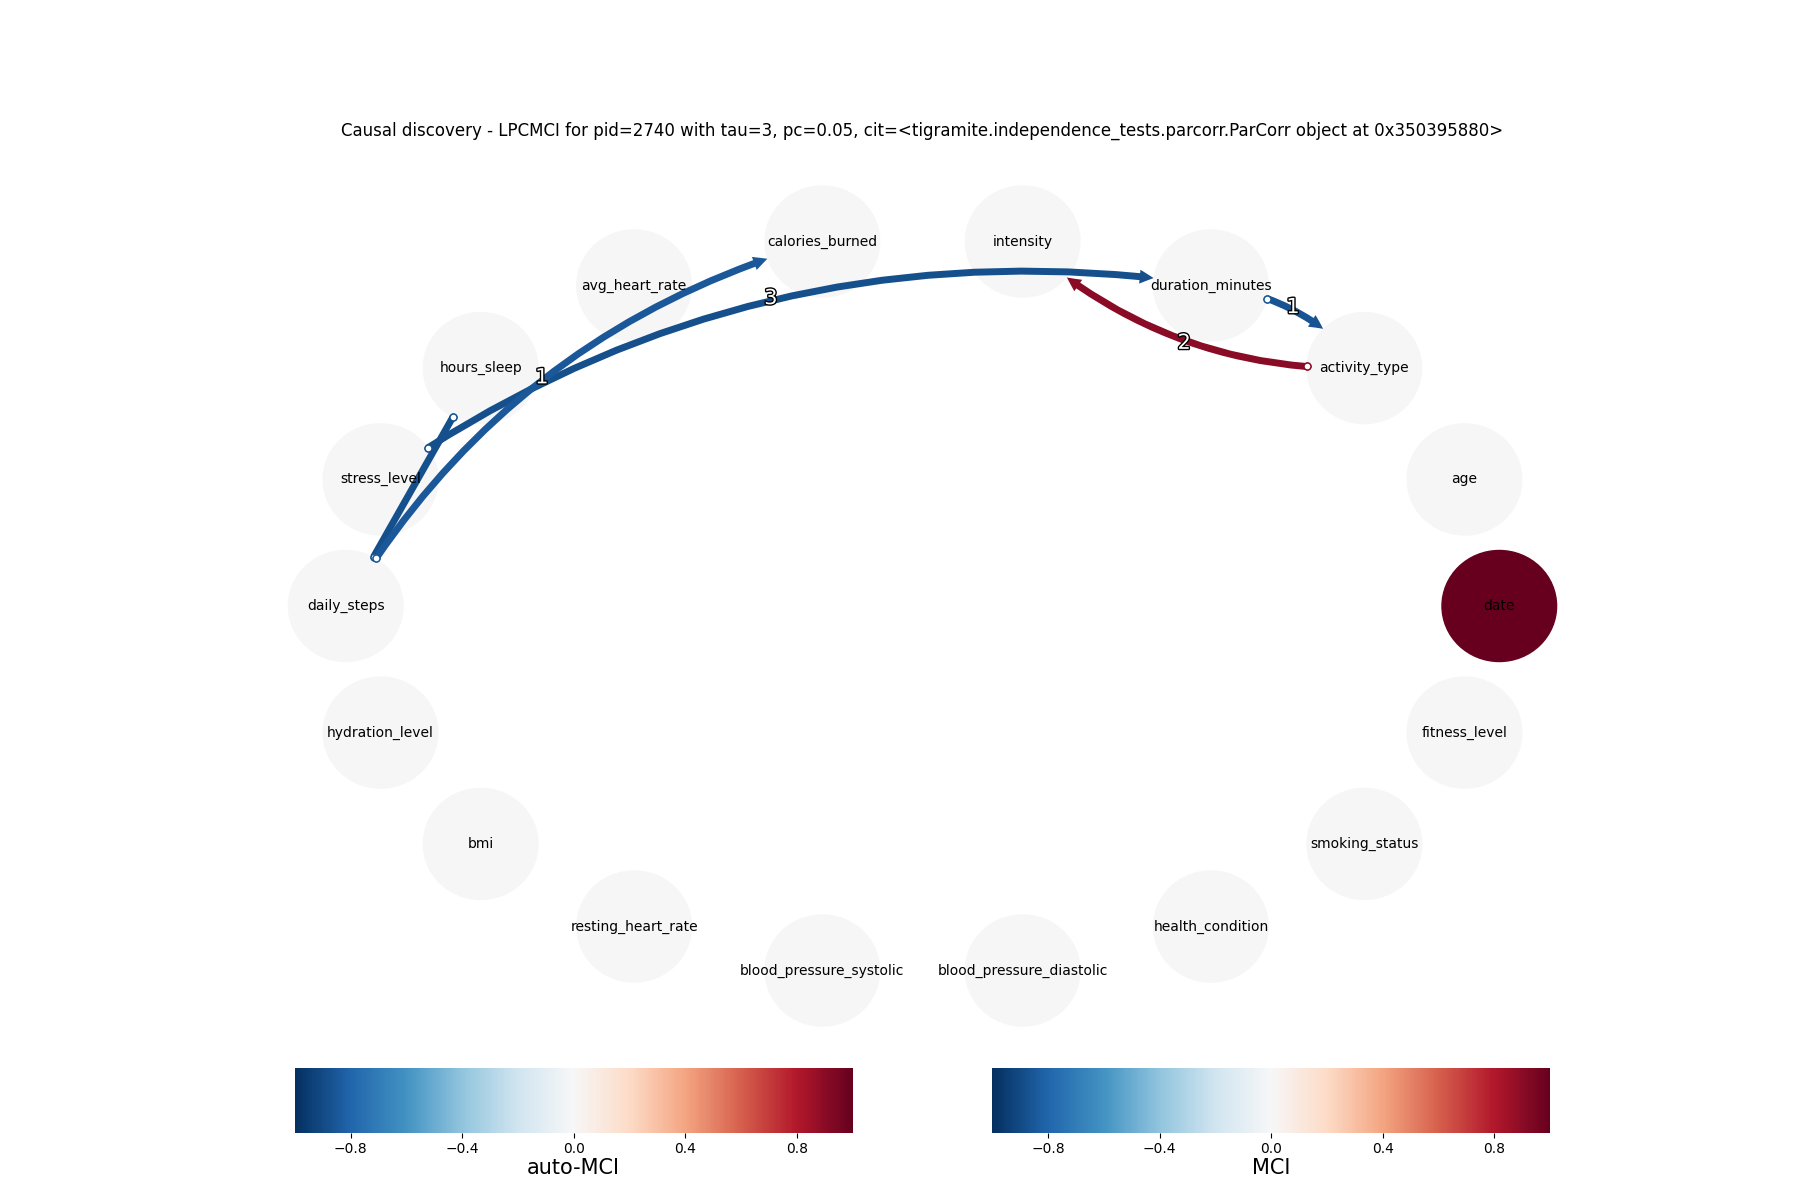 Causal discovery - LPCMCI for pid=2740 with tau=3, pc=0.05, cit=<tigramite.independence_tests.parcorr.ParCorr object at 0x350395880>
calories_burned
intensity
avg_heart_rate
duration_minutes
3
1
2
hours_sleep
1
activity_type
stress_level
age
daily_steps
date
hydration_level
fitness_level
bmi
smoking_status
resting_heart_rate
health_condition
blood_pressure_systolic
blood_pressure_diastolic
−0.8 −0.4 0.0 0.4 0.8
auto-MCI
−0.8 −0.4 0.0 0.4 0.8
MCI